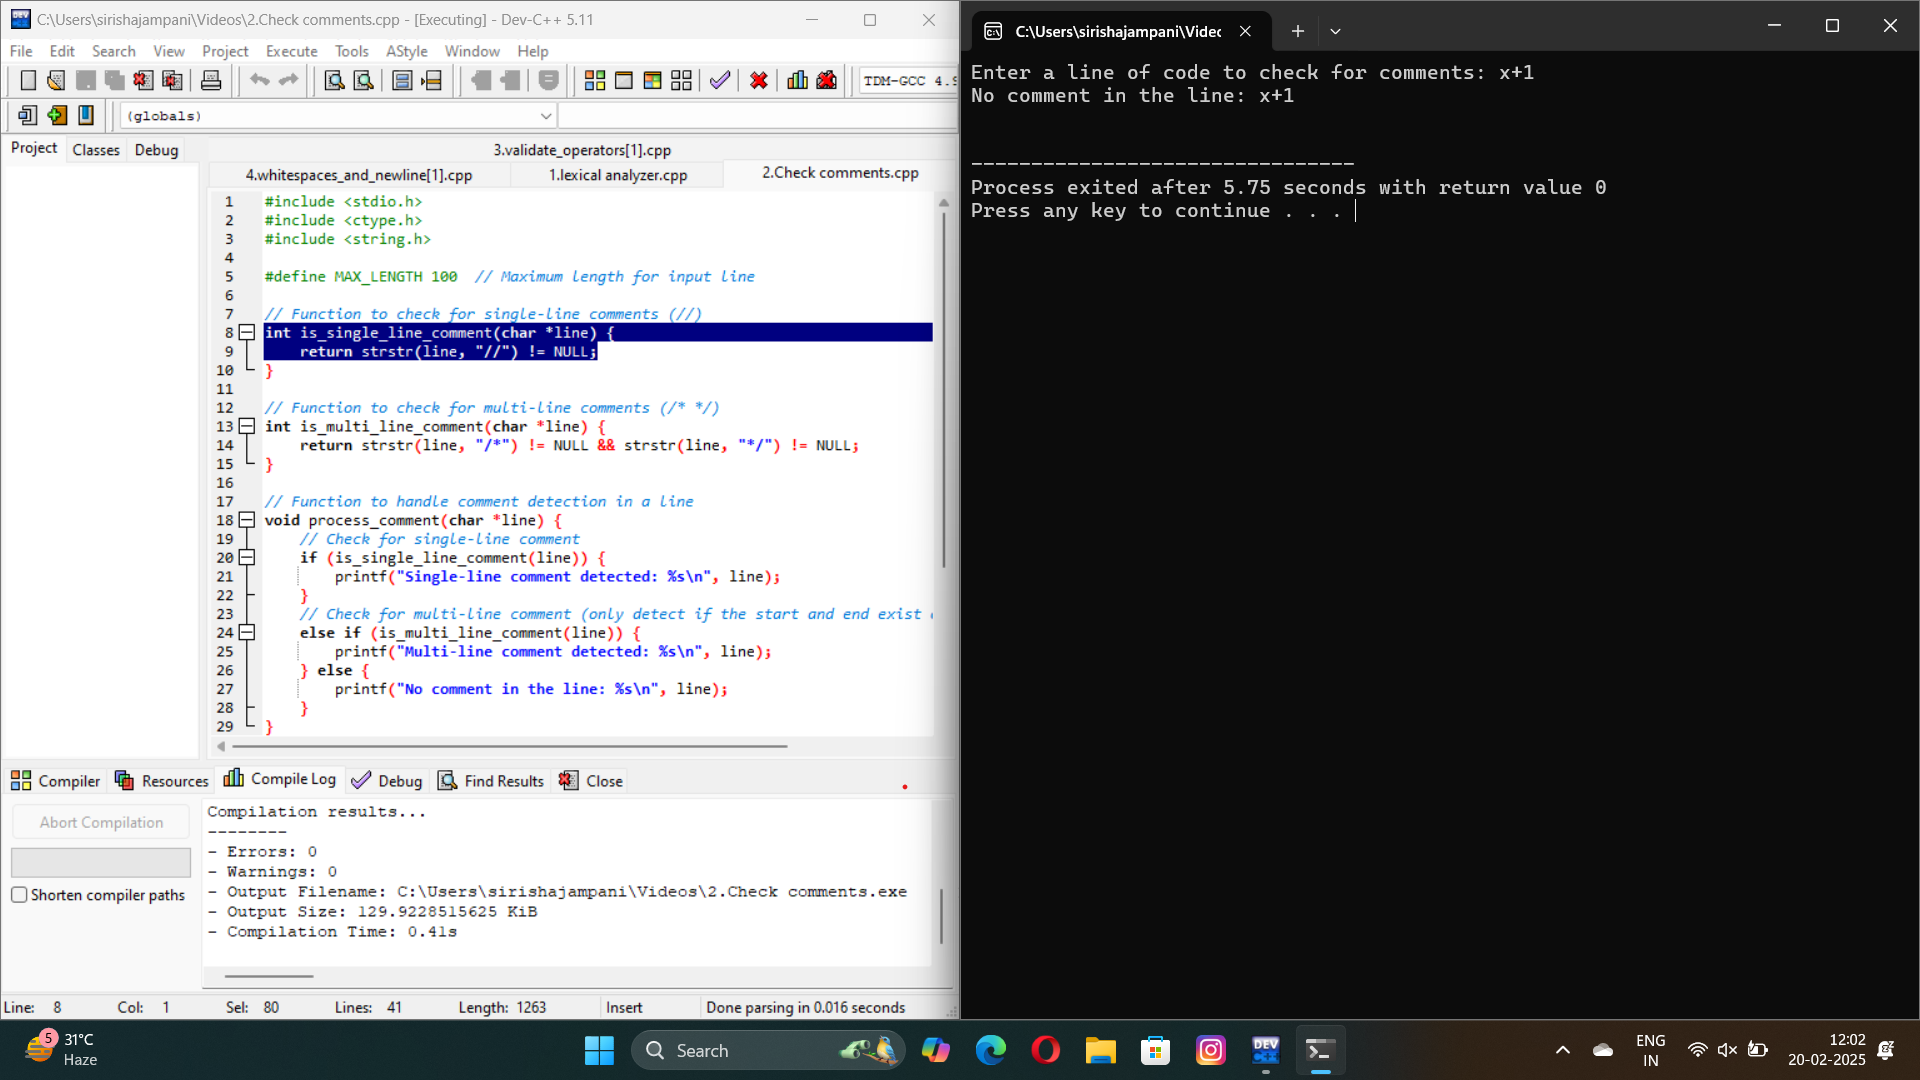 C:\Users\sirishajampani\Videos\2.Check comments.cpp - [Executing] - Dev-C++ 5.11
File Edit Search View Project Execute Tools AStyle Window Help
TDM-GCC 4.9
(globals)
Project Classes Debug
3.validate_operators[1].cpp
4.whitespaces_and_newline[1].cpp 1.lexical analyzer.cpp 2.Check comments.cpp
1 #include <stdio.h>
2 #include <ctype.h>
3 #include <string.h>
4
5 #define MAX_LENGTH 100  // Maximum length for input line
6
7 // Function to check for single-line comments (//)
8 int is_single_line_comment(char *line) {
9     return strstr(line, "//") != NULL;
10 }
11
12 // Function to check for multi-line comments (/* */)
13 int is_multi_line_comment(char *line) {
14     return strstr(line, "/*") != NULL && strstr(line, "*/") != NULL;
15 }
16
17 // Function to handle comment detection in a line
18 void process_comment(char *line) {
19     // Check for single-line comment
20     if (is_single_line_comment(line)) {
21         printf("Single-line comment detected: %s\n", line);
22     }
23     // Check for multi-line comment (only detect if the start and end exist
24     else if (is_multi_line_comment(line)) {
25         printf("Multi-line comment detected: %s\n", line);
26     } else {
27         printf("No comment in the line: %s\n", line);
28     }
29 }
Compiler Resources Compile Log Debug Find Results Close
Abort Compilation
Shorten compiler paths
Compilation results...
--------
- Errors: 0
- Warnings: 0
- Output Filename: C:\Users\sirishajampani\Videos\2.Check comments.exe
- Output Size: 129.9228515625 KiB
- Compilation Time: 0.41s
Line: 8 Col: 1 Sel: 80 Lines: 41 Length: 1263 Insert Done parsing in 0.016 seconds
C:\Users\sirishajampani\Videc
Enter a line of code to check for comments: x+1
No comment in the line: x+1
--------------------------------
Process exited after 5.75 seconds with return value 0
Press any key to continue . . .
5
31°C
Haze
Search
DEV
C++
ENG
IN
12:02
20-02-2025